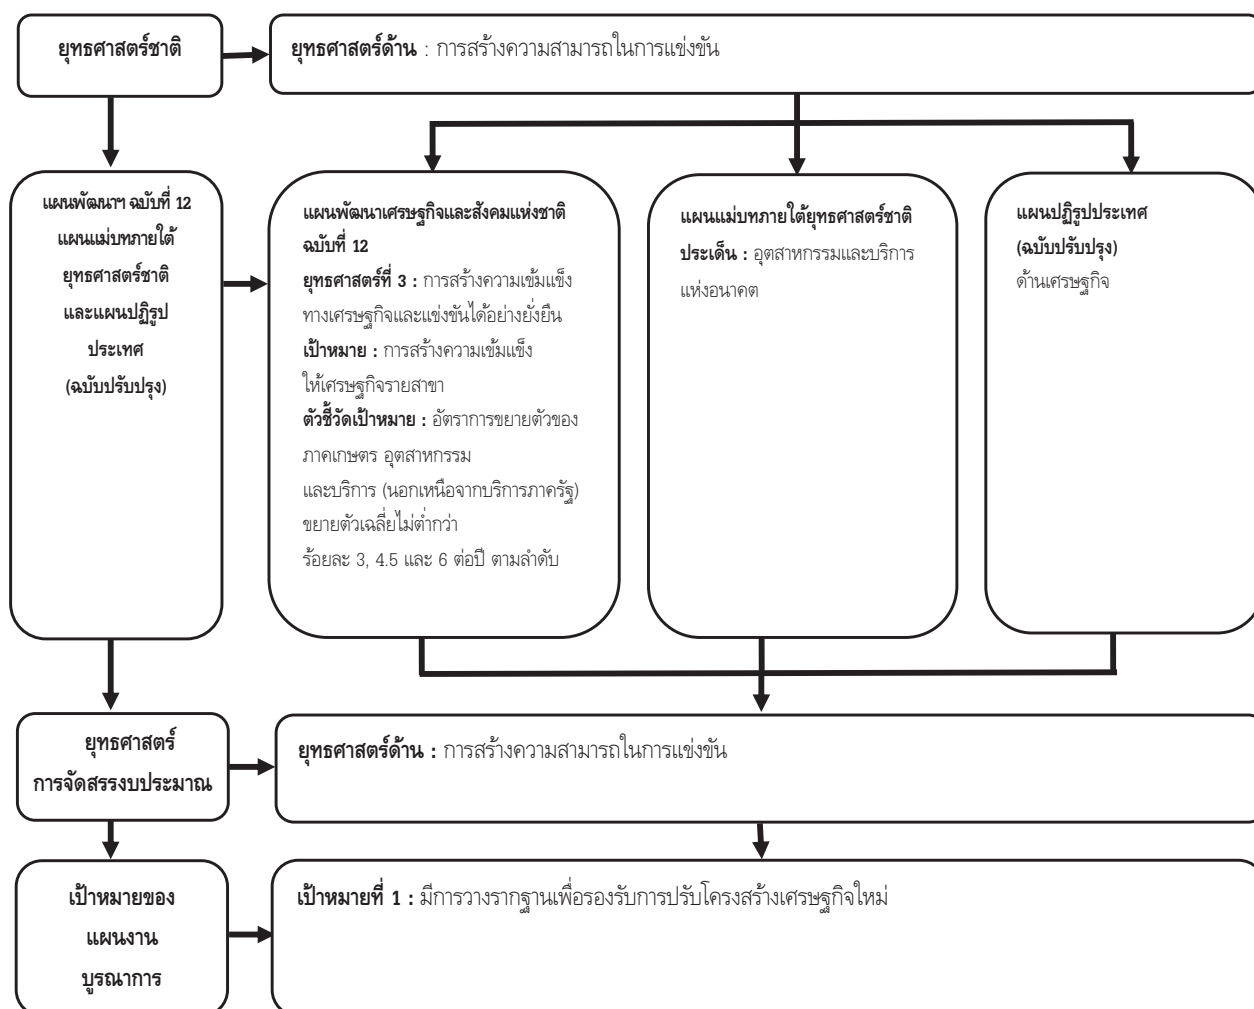 ยุทธศาสตร์ชาติ
ยุทธศาสตร์ด้าน : การสร้างความสามารถในการแข่งขัน
แผนพัฒนาฯ ฉบับที่ 12
แผนแม่บทภายใต้
ยุทธศาสตร์ชาติ
และแผนปฏิรูป
ประเทศ
(ฉบับปรับปรุง)
แผนพัฒนาเศรษฐกิจและสังคมแห่งชาติ
ฉบับที่ 12
ยุทธศาสตร์ที่ 3 : การสร้างความเข้มแข็ง
ทางเศรษฐกิจและแข่งขันได้อย่างยั่งยืน
เป้าหมาย : การสร้างความเข้มแข็ง
ให้เศรษฐกิจรายสาขา
ตัวชี้วัดเป้าหมาย : อัตราการขยายตัวของ
ภาคเกษตร อุตสาหกรรม
และบริการ (นอกเหนือจากบริการภาครัฐ)
ขยายตัวเฉลี่ยไม่ต่ำกว่า
ร้อยละ 3, 4.5 และ 6 ต่อปี ตามลำดับ
แผนแม่บทภายใต้ยุทธศาสตร์ชาติ
ประเด็น : อุตสาหกรรมและบริการ
แห่งอนาคต
แผนปฏิรูปประเทศ
(ฉบับปรับปรุง)
ด้านเศรษฐกิจ
ยุทธศาสตร์
การจัดสรรงบประมาณ
ยุทธศาสตร์ด้าน : การสร้างความสามารถในการแข่งขัน
เป้าหมายของ
แผนงาน
บูรณาการ
เป้าหมายที่ 1 : มีการวางรากฐานเพื่อรองรับการปรับโครงสร้างเศรษฐกิจใหม่